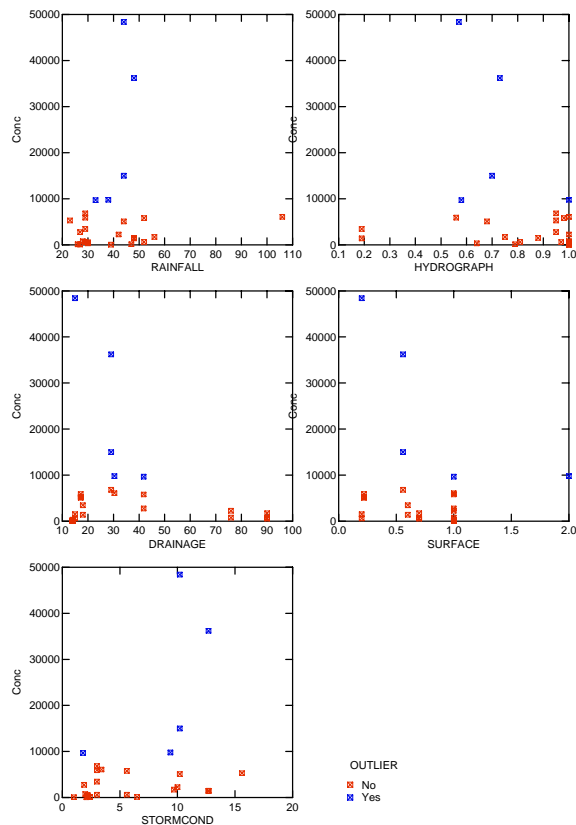 50000
40000
30000
20000
10000
0
Conc
20 30 40 50 60 70 80 90 100 110
RAINFALL
50000
40000
30000
20000
10000
0
Conc
0.1 0.2 0.3 0.4 0.5 0.6 0.7 0.8 0.9 1.0
HYDROGRAPH
50000
40000
30000
20000
10000
0
Conc
10 20 30 40 50 60 70 80 90 100
DRAINAGE
50000
40000
30000
20000
10000
0
Conc
0.0 0.5 1.0 1.5 2.0
SURFACE
50000
40000
30000
20000
10000
0
Conc
0 5 10 15 20
STORMCOND
OUTLIER
No
Yes